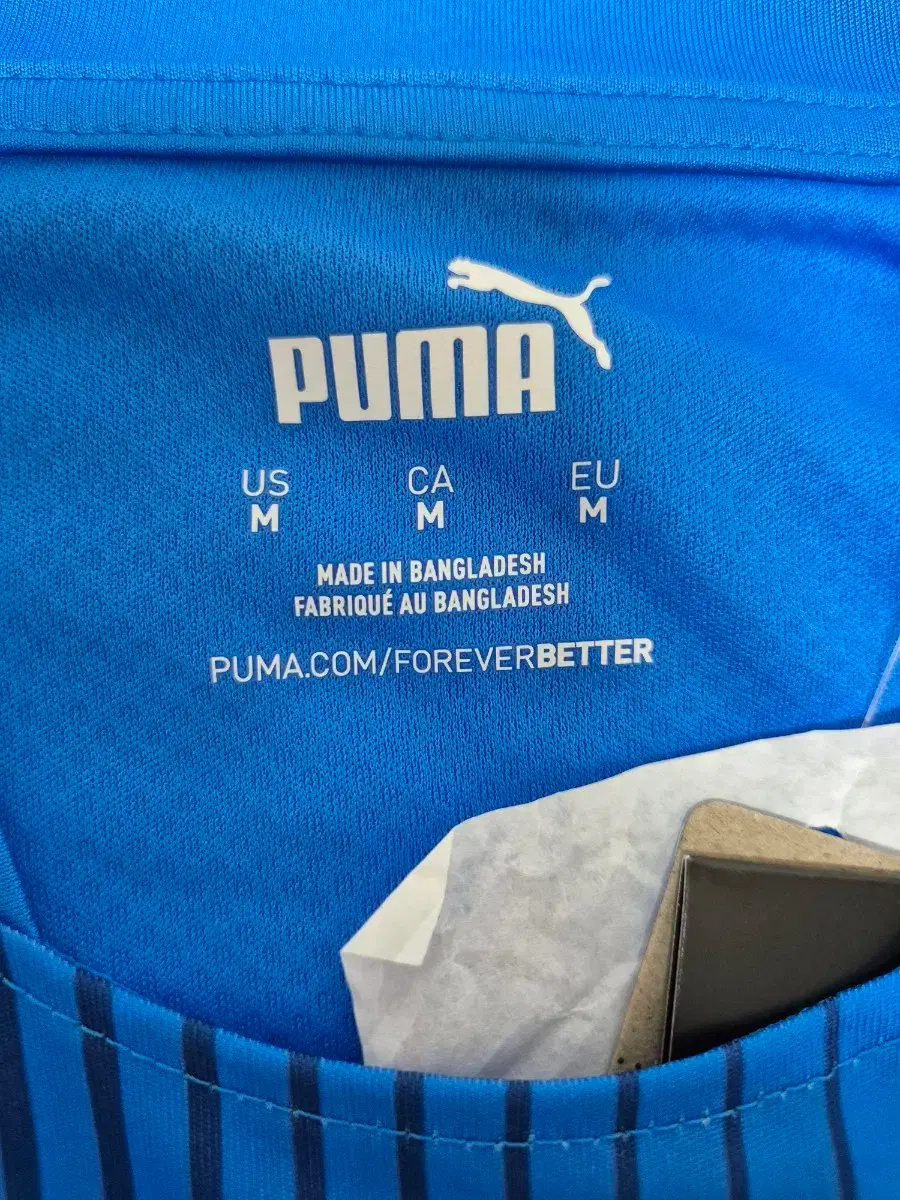 PUMA
US CA EU
M M M
MADE IN BANGLADESH
FABRIQUÉ AU BANGLADESH
PUMA.COM/FOREVERBETTER